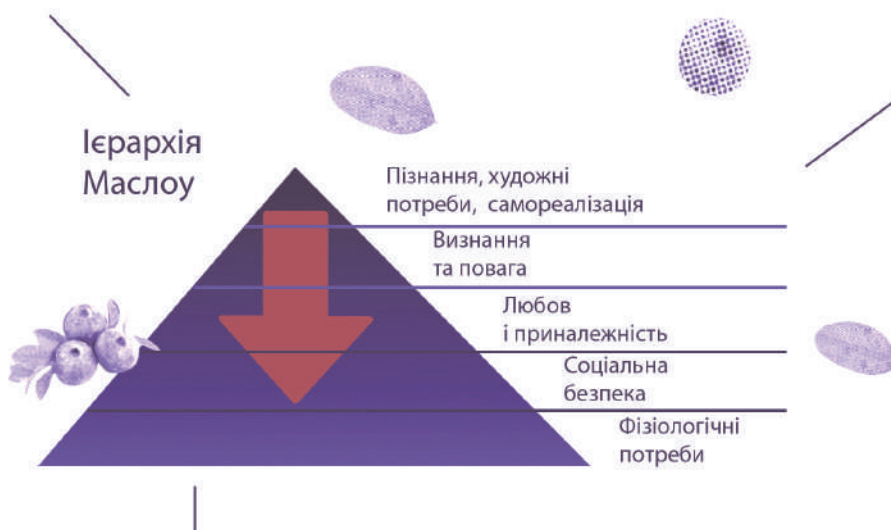 Ієрархія
Маслоу
Пізнання, художні
потреби, самореалізація
Визнання
та повага
Любов
і приналежність
Соціальна
безпека
Фізіологічні
потреби